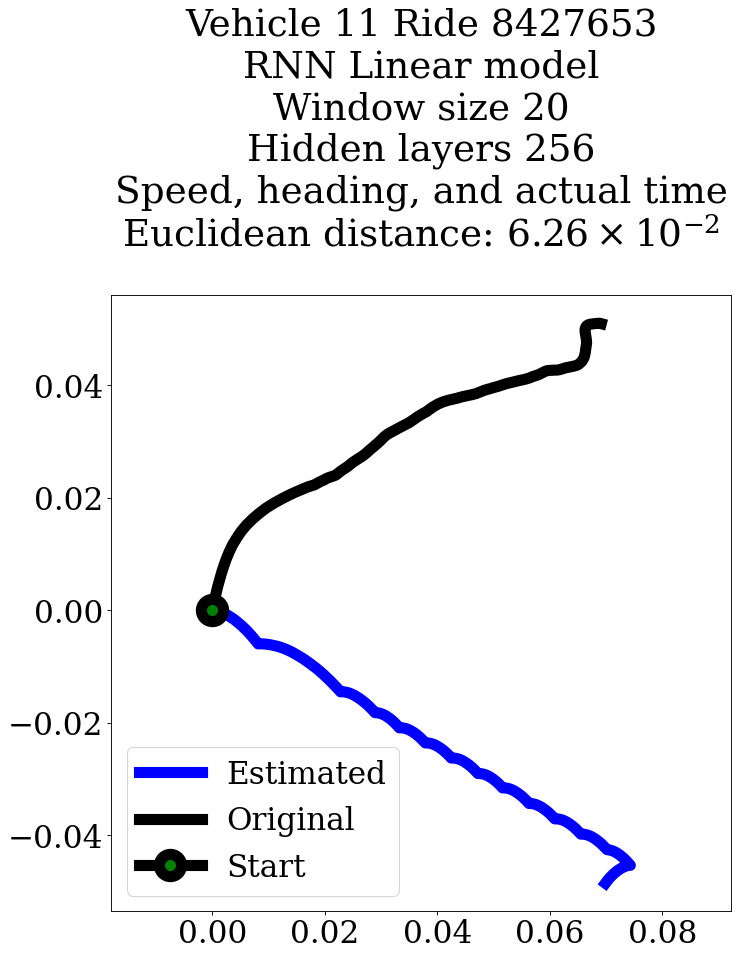 Vehicle 11 Ride 8427653
RNN Linear model
Window size 20
Hidden layers 256
Speed, heading, and actual time
Euclidean distance: 6.26 × 10⁻²
0.04
0.02
0.00
−0.02
−0.04
Estimated
Original
Start
0.00 0.02 0.04 0.06 0.08